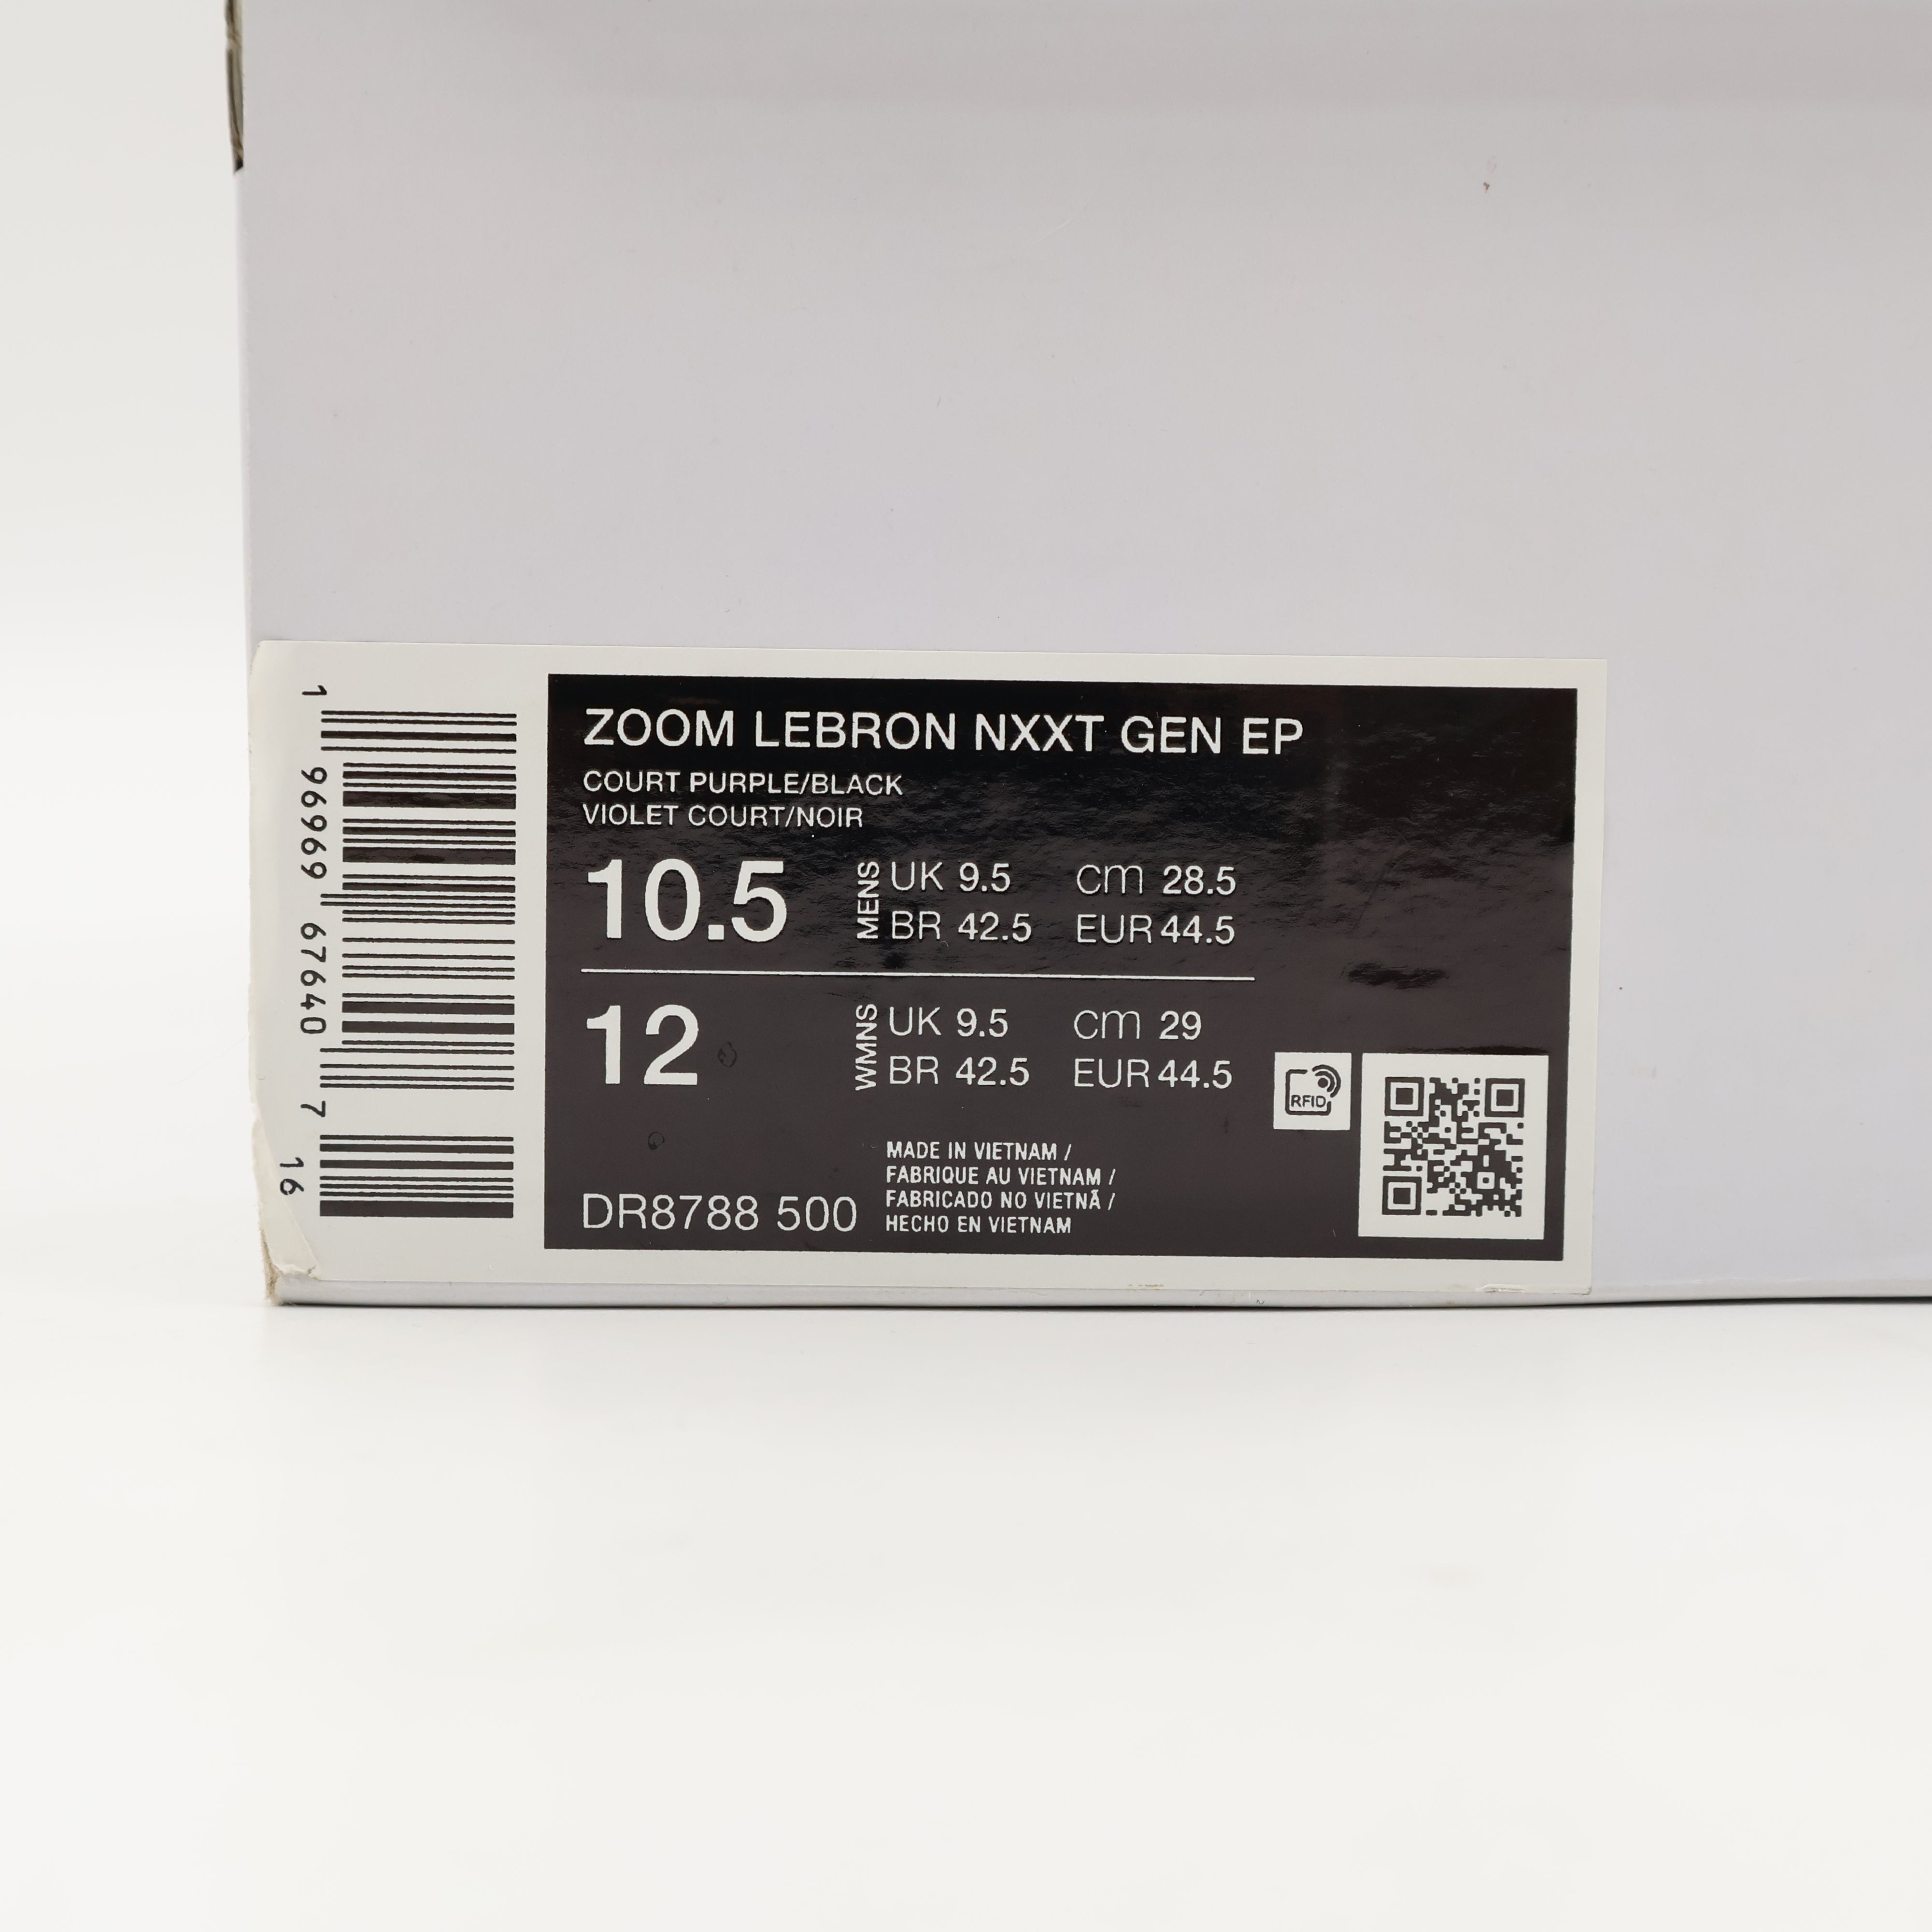 ZOOM LEBRON NXXT GEN EP
COURT PURPLE/BLACK
VIOLET COURT/NOIR
10.5
MENS
UK 9.5 cm 28.5
BR 42.5 EUR 44.5
12
WMNS
UK 9.5 cm 29
BR 42.5 EUR 44.5
RFID
MADE IN VIETNAM /
FABRIQUE AU VIETNAM /
FABRICADO NO VIETNÃ /
HECHO EN VIETNAM
DR8788 500
1 96969 67640 7
16